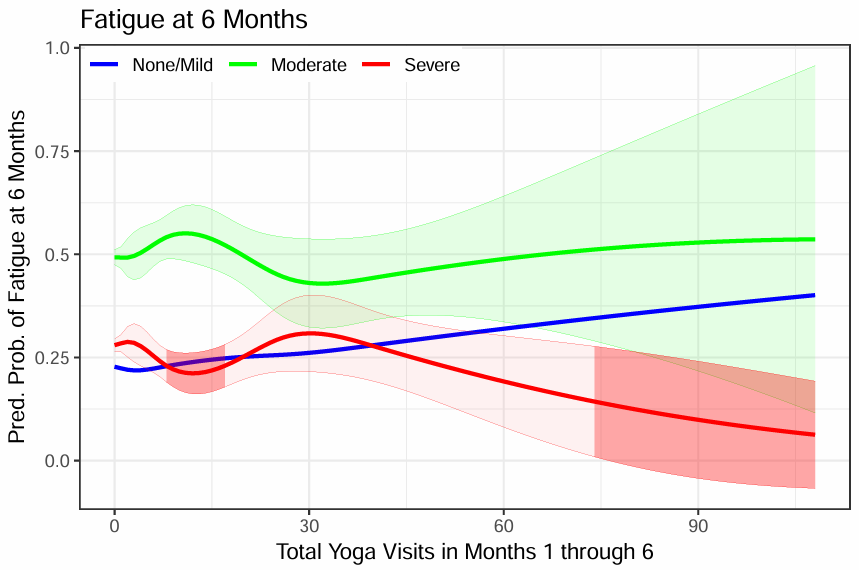 Fatigue at 6 Months
None/Mild Moderate Severe
1.0
0.75
0.5
0.25
0.0
Pred. Prob. of Fatigue at 6 Months
0 30 60 90
Total Yoga Visits in Months 1 through 6